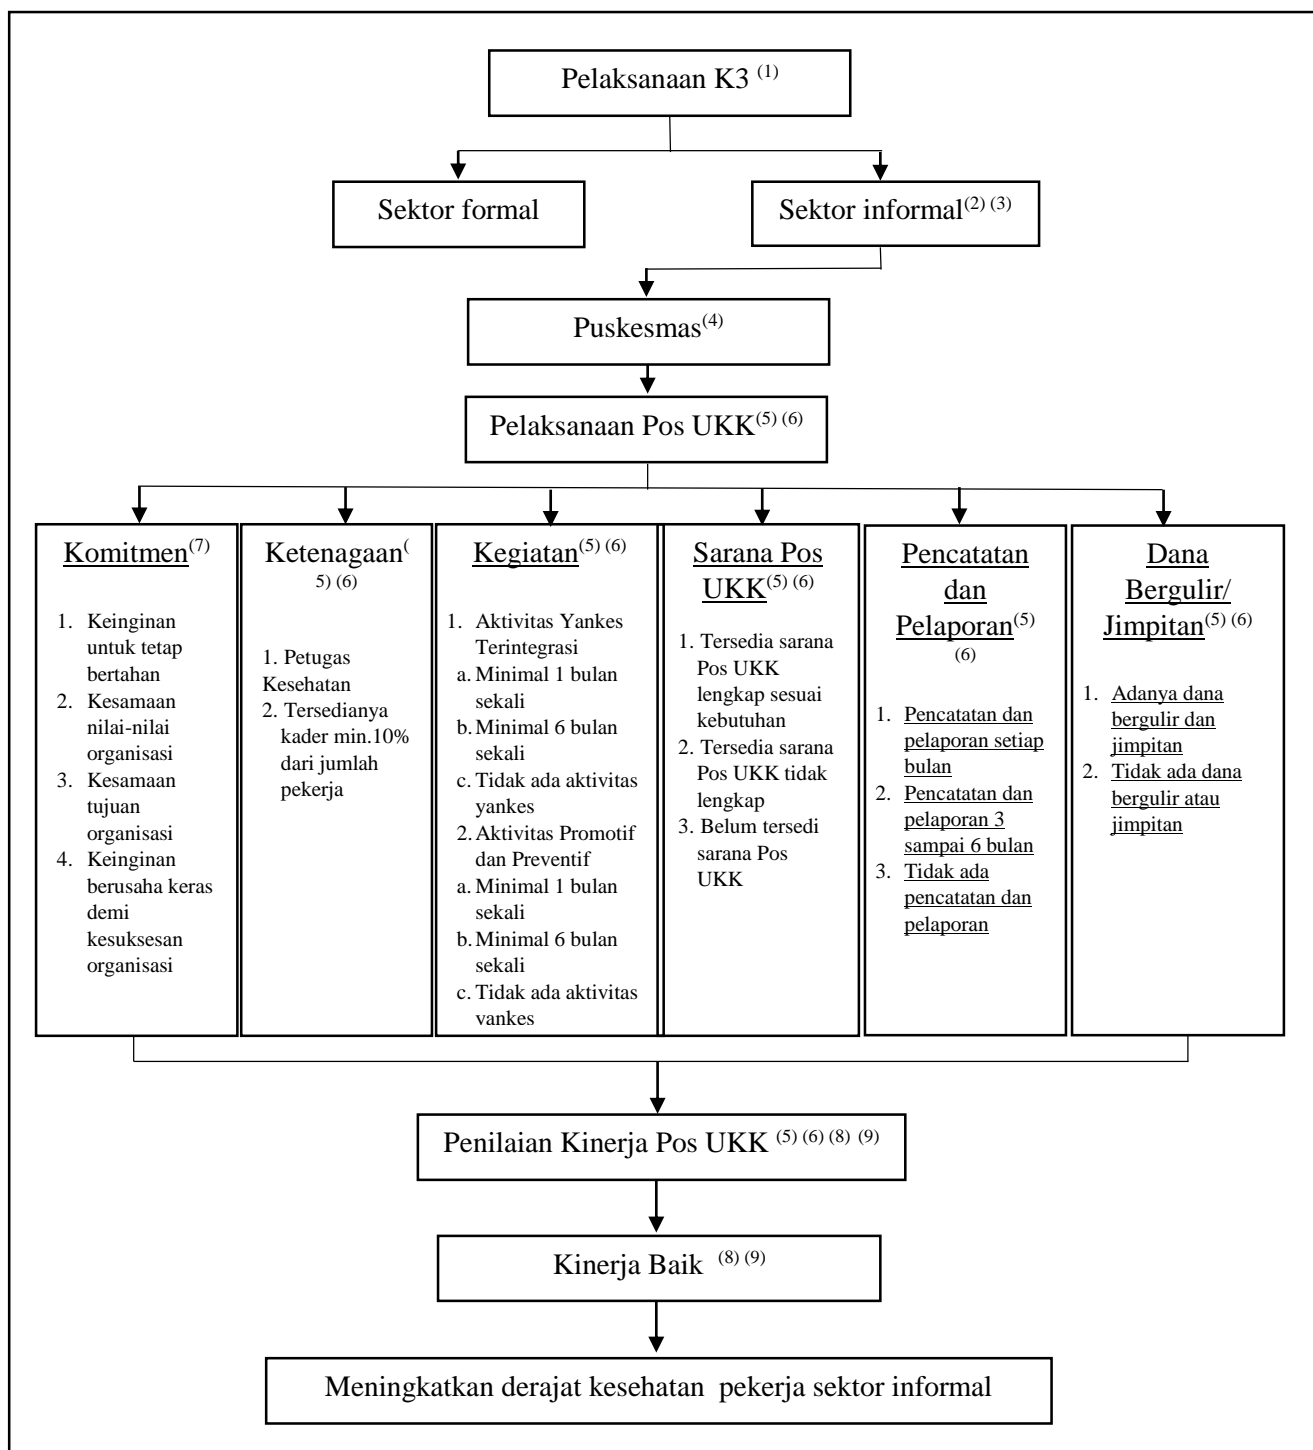 Pelaksanaan K3 (1)
Sektor formal
Sektor informal(2) (3)
Puskesmas(4)
Pelaksanaan Pos UKK(5) (6)
Komitmen(7)
1. Keinginan
untuk tetap
bertahan
2. Kesamaan
nilai-nilai
organisasi
3. Kesamaan
tujuan
organisasi
4. Keinginan
berusaha keras
demi
kesuksesan
organisasi
Ketenagaan(
5) (6)
1. Petugas
Kesehatan
2. Tersedianya
kader min.10%
dari jumlah
pekerja
Kegiatan(5) (6)
1. Aktivitas Yankes
Terintegrasi
a. Minimal 1 bulan
sekali
b. Minimal 6 bulan
sekali
c. Tidak ada aktivitas
yankes
2. Aktivitas Promotif
dan Preventif
a. Minimal 1 bulan
sekali
b. Minimal 6 bulan
sekali
c. Tidak ada aktivitas
yankes
Sarana Pos
UKK(5) (6)
1. Tersedia sarana
Pos UKK
lengkap sesuai
kebutuhan
2. Tersedia sarana
Pos UKK tidak
lengkap
3. Belum tersedi
sarana Pos
UKK
Pencatatan
dan
Pelaporan(5)
(6)
1. Pencatatan dan
pelaporan setiap
bulan
2. Pencatatan dan
pelaporan 3
sampai 6 bulan
3. Tidak ada
pencatatan dan
pelaporan
Dana
Bergulir/
Jimpitan(5) (6)
1. Adanya dana
bergulir dan
jimpitan
2. Tidak ada dana
bergulir atau
jimpitan
Penilaian Kinerja Pos UKK (5) (6) (8) (9)
Kinerja Baik (8) (9)
Meningkatkan derajat kesehatan pekerja sektor informal